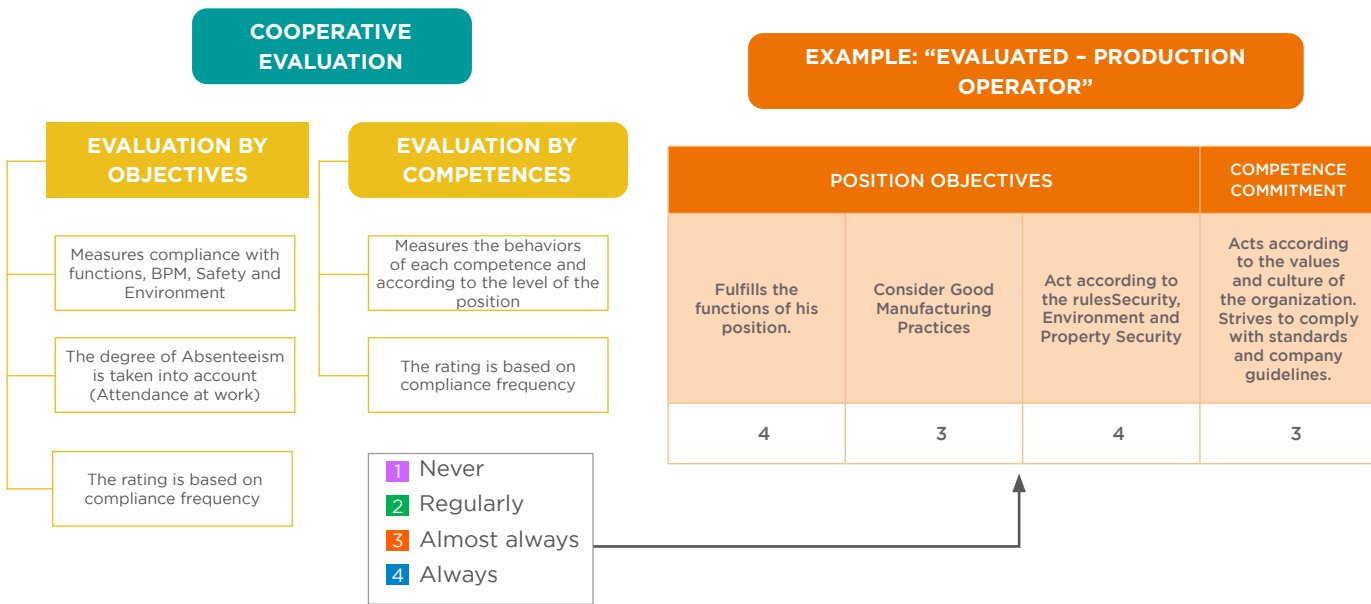 COOPERATIVE
EVALUATION
EVALUATION BY
OBJECTIVES
Measures compliance with
functions, BPM, Safety and
Environment
The degree of Absenteeism
is taken into account
(Attendance at work)
The rating is based on
compliance frequency
EVALUATION BY
COMPETENCES
Measures the behaviors
of each competence and
according to the level of the
position
The rating is based on
compliance frequency
1 Never
2 Regularly
3 Almost always
4 Always
EXAMPLE: “EVALUATED – PRODUCTION
OPERATOR”
POSITION OBJECTIVES
COMPETENCE
COMMITMENT
Fulfills the
functions of his
position.
Consider Good
Manufacturing
Practices
Act according to
the rulesSecurity,
Environment and
Property Security
Acts according
to the values
and culture of
the organization.
Strives to comply
with standards
and company
guidelines.
4
3
4
3